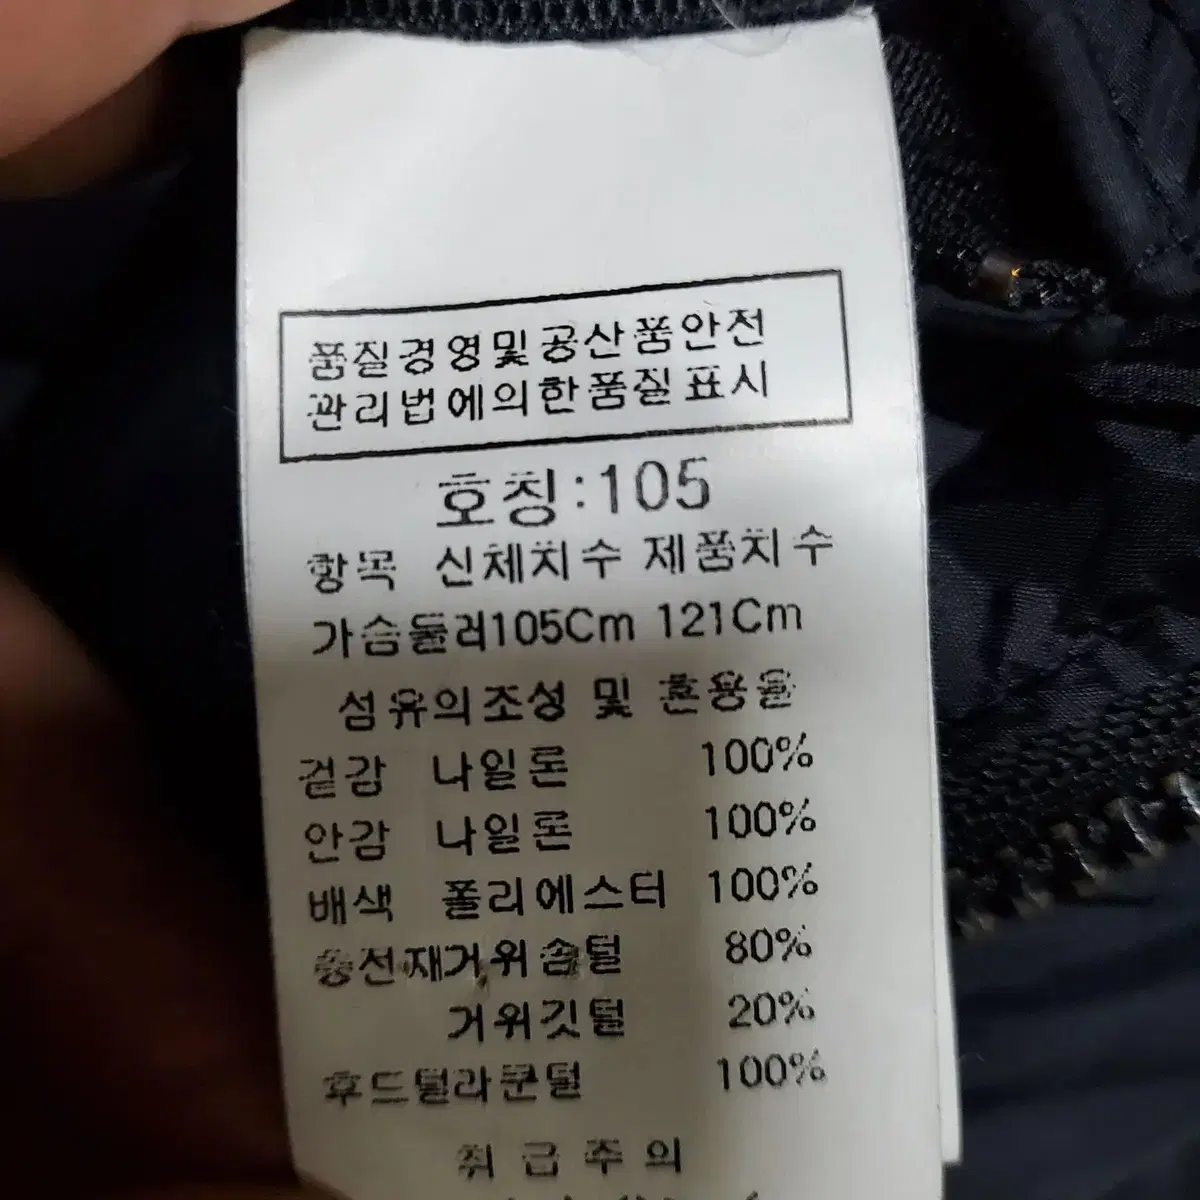 품질경영및공산품안전
관리법에의한품질표시
호칭:105
항목 신체치수 제품치수
가슴둘레105Cm 121Cm
섬유의조성 및 혼용율
겉감 나일론 100%
안감 나일론 100%
배색 폴리에스터 100%
충전재거위솜털 80%
거위깃털 20%
후드털라쿤털 100%
취급주의